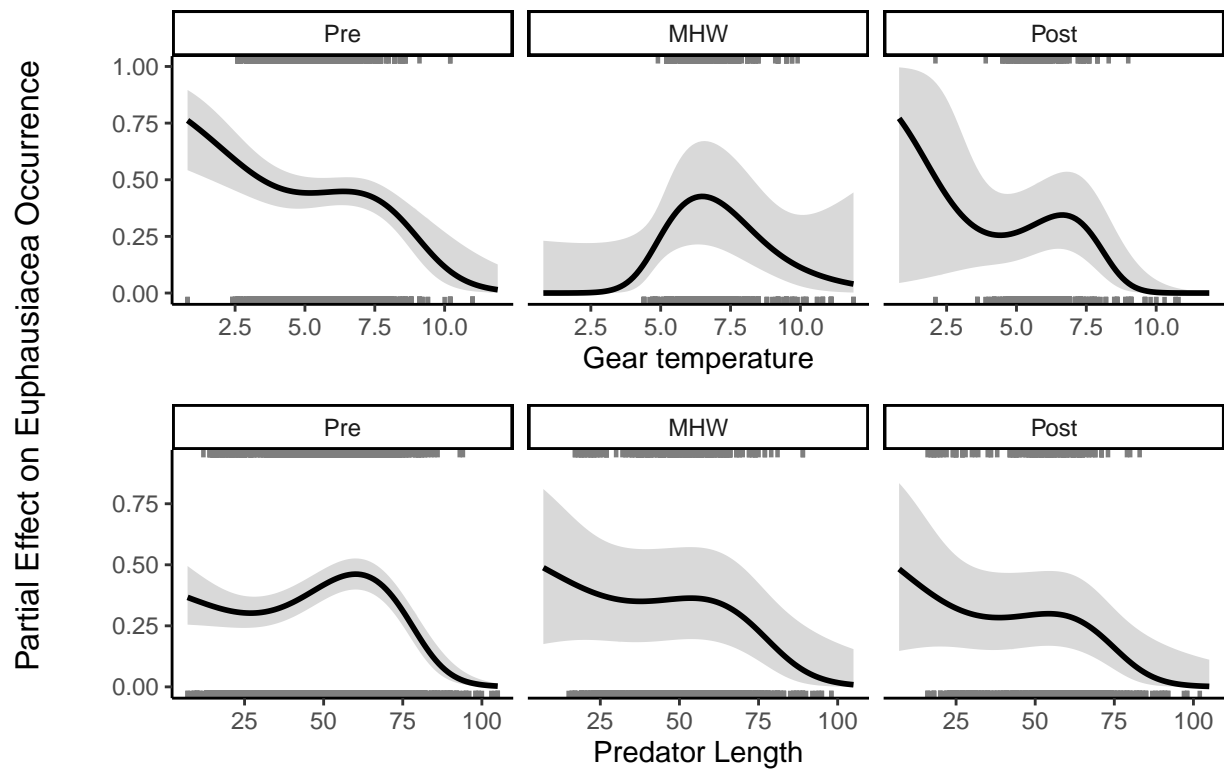 Partial Effect on Euphausiacea Occurrence
Pre MHW Post
1.00
0.75
0.50
0.25
0.00
2.5 5.0 7.5 10.0 2.5 5.0 7.5 10.0 2.5 5.0 7.5 10.0
Gear temperature
Pre MHW Post
0.75
0.50
0.25
0.00
25 50 75 100 25 50 75 100 25 50 75 100
Predator Length